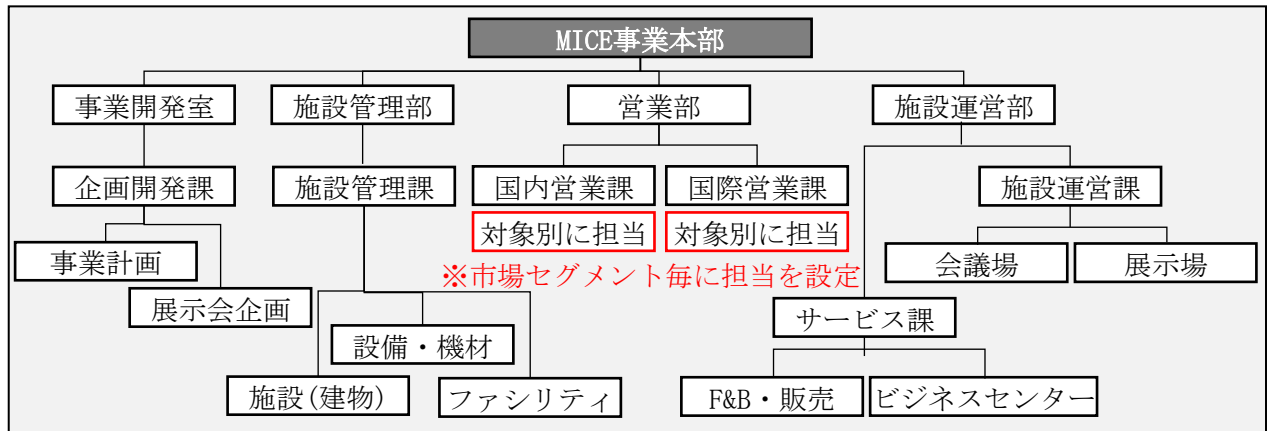 MICE事業本部
事業開発室
施設管理部
営業部
施設運営部
企画開発課
施設管理課
国内営業課
国際営業課
施設運営課
対象別に担当
対象別に担当
事業計画
会議場
展示場
※市場セグメント毎に担当を設定
展示会企画
サービス課
設備・機材
施設(建物)
ファシリティ
F&B・販売
ビジネスセンター